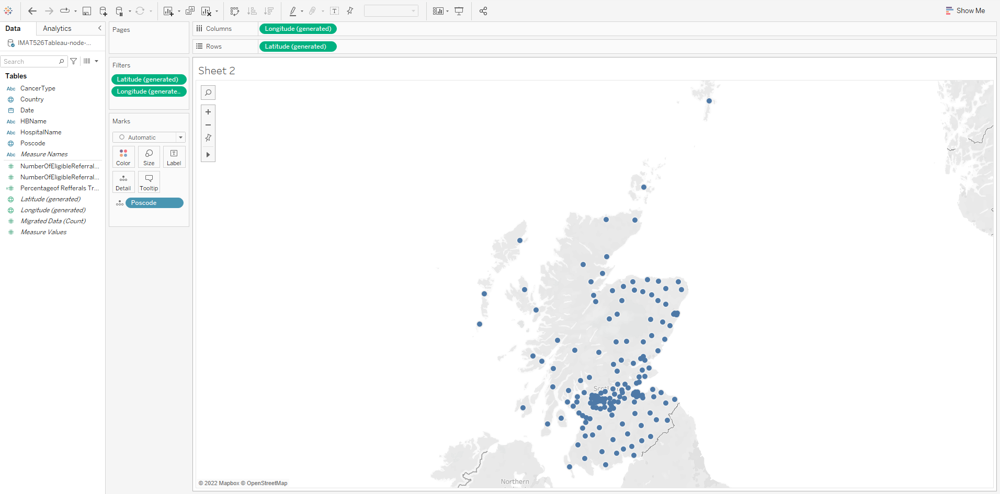 Show Me
Data
Analytics
IMAT526Tableau-node-...
Search
Tables
Abc CancerType
Country
Date
Abc HBName
Abc HospitalName
Poscode
Abc Measure Names
NumberOfEligibleReferral...
NumberOfEligibleReferral...
Percentageof Refferals Tr...
Latitude (generated)
Longitude (generated)
Migrated Data (Count)
Measure Values
Pages
Filters
Latitude (generated)
Longitude (generate..
Marks
Automatic
Color Size Label
Detail Tooltip
Poscode
Columns Longitude (generated)
Rows Latitude (generated)
Sheet 2
Northern
© 2022 Mapbox © OpenStreetMap